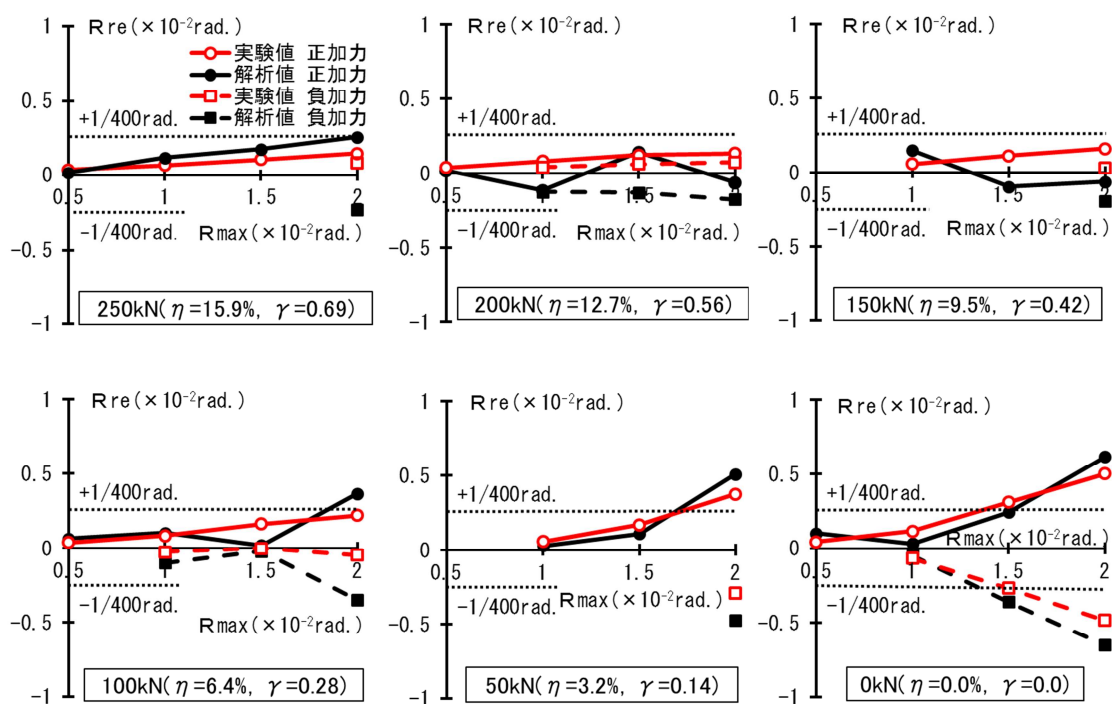 1
Rre(×10⁻²rad.)
実験値 正加力
解析値 正加力
実験値 負加力
解析値 負加力
0.5
+1/400rad.
0
0.5
1
1.5
2
-1/400rad.
Rmax(×10⁻²rad.)
-0.5
250kN(η=15.9%, γ=0.69)
-1
1
Rre(×10⁻²rad.)
0.5
+1/400rad.
0
0.5
1
1.5
2
-1/400rad.
Rmax(×10⁻²rad.)
-0.5
200kN(η=12.7%, γ=0.56)
-1
1
Rre(×10⁻²rad.)
0.5
+1/400rad.
0
0.5
1
1.5
2
-1/400rad.
Rmax(×10⁻²rad.)
-0.5
150kN(η=9.5%, γ=0.42)
-1
1
Rre(×10⁻²rad.)
0.5
+1/400rad.
0
0.5
1
1.5
2
-1/400rad.
-0.5
Rmax(×10⁻²rad.)
100kN(η=6.4%, γ=0.28)
-1
1
Rre(×10⁻²rad.)
0.5
+1/400rad.
0
0.5
1
1.5
2
-1/400rad.
Rmax(×10⁻²rad.)
-0.5
50kN(η=3.2%, γ=0.14)
-1
1
Rre(×10⁻²rad.)
0.5
+1/400rad.
Rmax(×10⁻²rad.)
0
0.5
1
1.5
2
-1/400rad.
-0.5
0kN(η=0.0%, γ=0.0)
-1